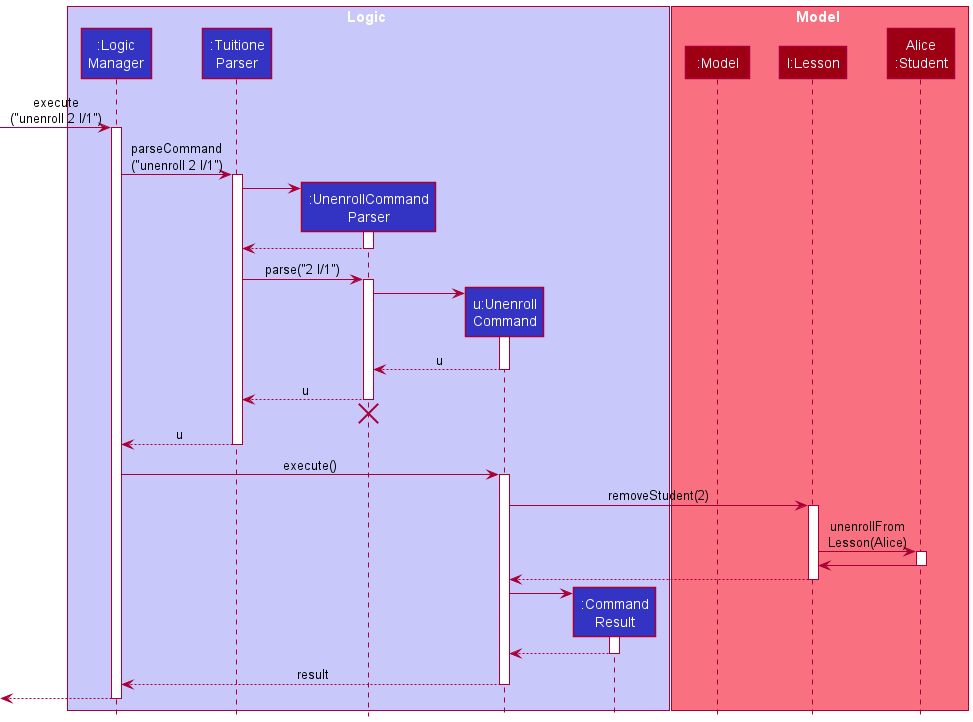 Logic
Model
:Logic
Manager
:Tuitione
Parser
:Model
l:Lesson
Alice
:Student
execute
("unenroll 2 l/1")
parseCommand
("unenroll 2 l/1")
:UnenrollCommand
Parser
parse("2 l/1")
u:Unenroll
Command
u
u
u
execute()
removeStudent(2)
unenrollFrom
Lesson(Alice)
:Command
Result
result